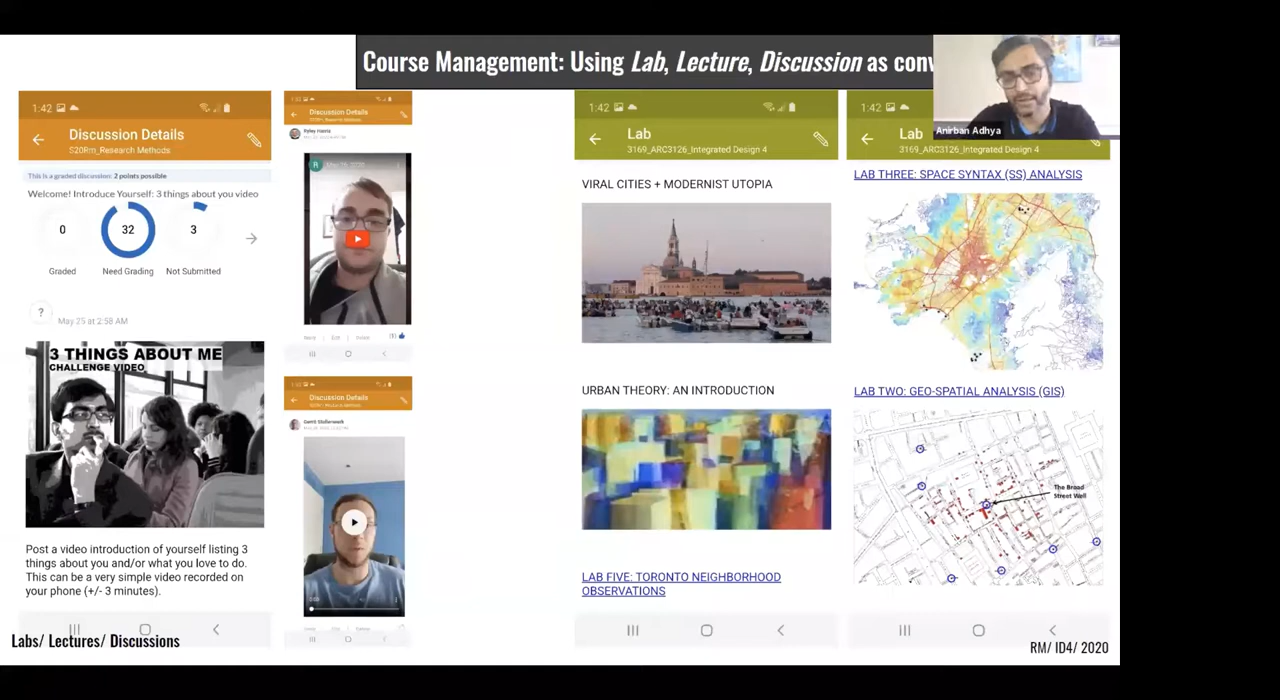 Course Management: Using Lab, Lecture, Discussion as
Anirban Adhya
1:42
Discussion Details
S20Rm_Research Methods
This is a graded discussion: 2 points possible
Welcome! Introduce Yourself: 3 things about you video
0
32
3
Graded
Need Grading
Not Submitted
?
May 25 at 2:58 AM
3 THINGS ABOUT ME
CHALLENGE VIDEO
Post a video introduction of yourself listing 3
things about you and/or what you love to do.
This can be a very simple video recorded on
your phone (+/- 3 minutes).
Labs/ Lectures/ Discussions
Discussion Details
R
Discussion Details
1:42
Lab
3169_ARC3126_Integrated Design 4
VIRAL CITIES + MODERNIST UTOPIA
URBAN THEORY: AN INTRODUCTION
LAB FIVE: TORONTO NEIGHBORHOOD
OBSERVATIONS
1:42
Lab
3169_ARC3126_Integrated Design 4
LAB THREE: SPACE SYNTAX (SS) ANALYSIS
LAB TWO: GEO-SPATIAL ANALYSIS (GIS)
The Broad
Street Well
RM/ ID4/ 2020